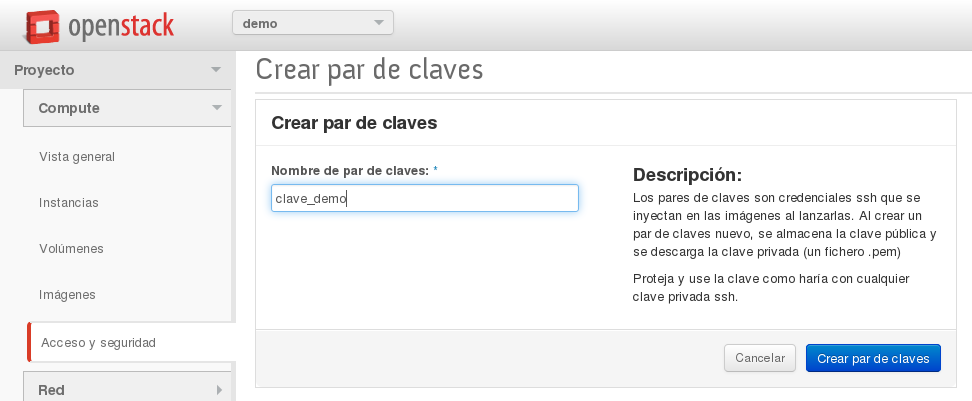 openstack
demo
Proyecto
Compute
Vista general
Instancias
Volúmenes
Imágenes
Acceso y seguridad
Red
Crear par de claves
Crear par de claves
Nombre de par de claves: *
clave_demo
Descripción:
Los pares de claves son credenciales ssh que se
inyectan en las imágenes al lanzarlas. Al crear un
par de claves nuevo, se almacena la clave pública y
se descarga la clave privada (un fichero .pem)
Proteja y use la clave como haría con cualquier
clave privada ssh.
Cancelar
Crear par de claves